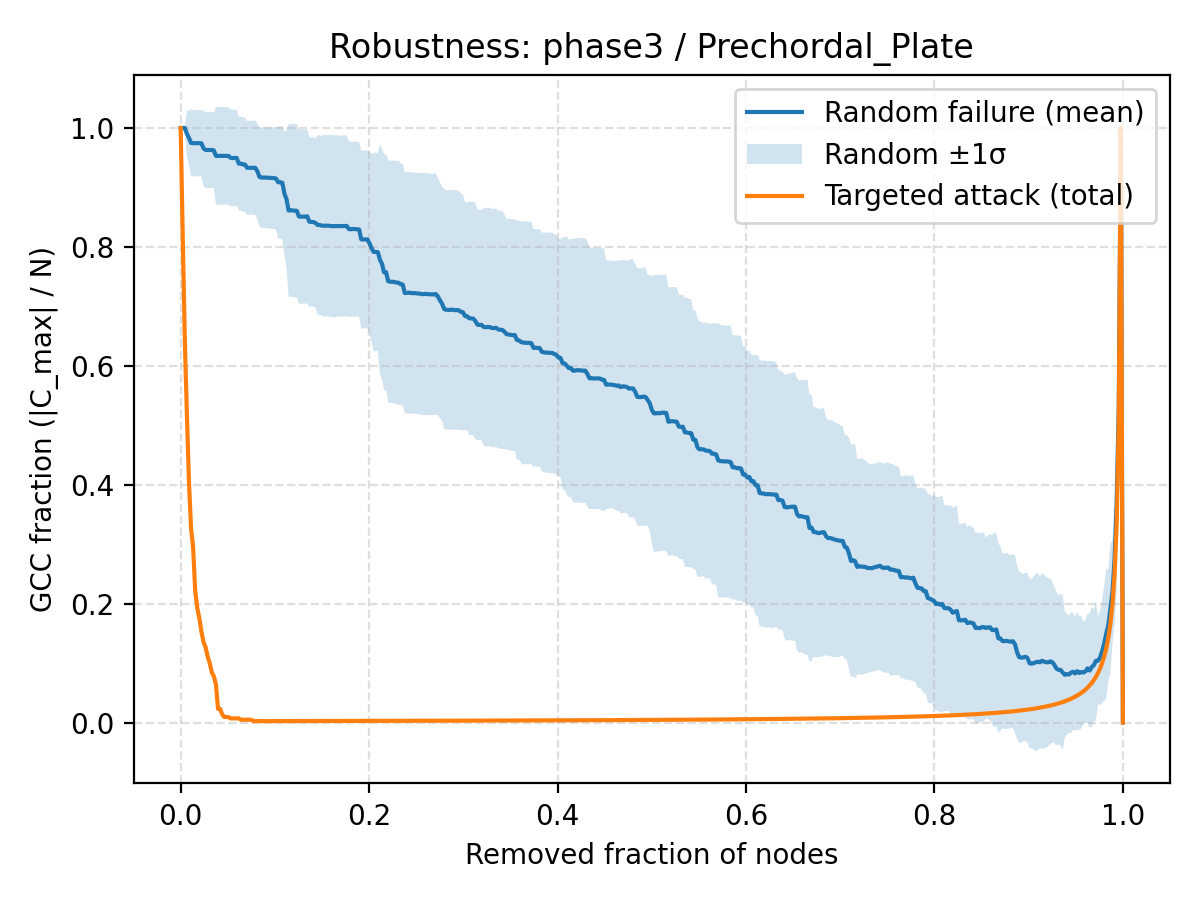 Robustness: phase3 / Prechordal_Plate
Random failure (mean)
Random ±1σ
Targeted attack (total)
GCC fraction (|C_max| / N)
1.0
0.8
0.6
0.4
0.2
0.0
0.0 0.2 0.4 0.6 0.8 1.0
Removed fraction of nodes